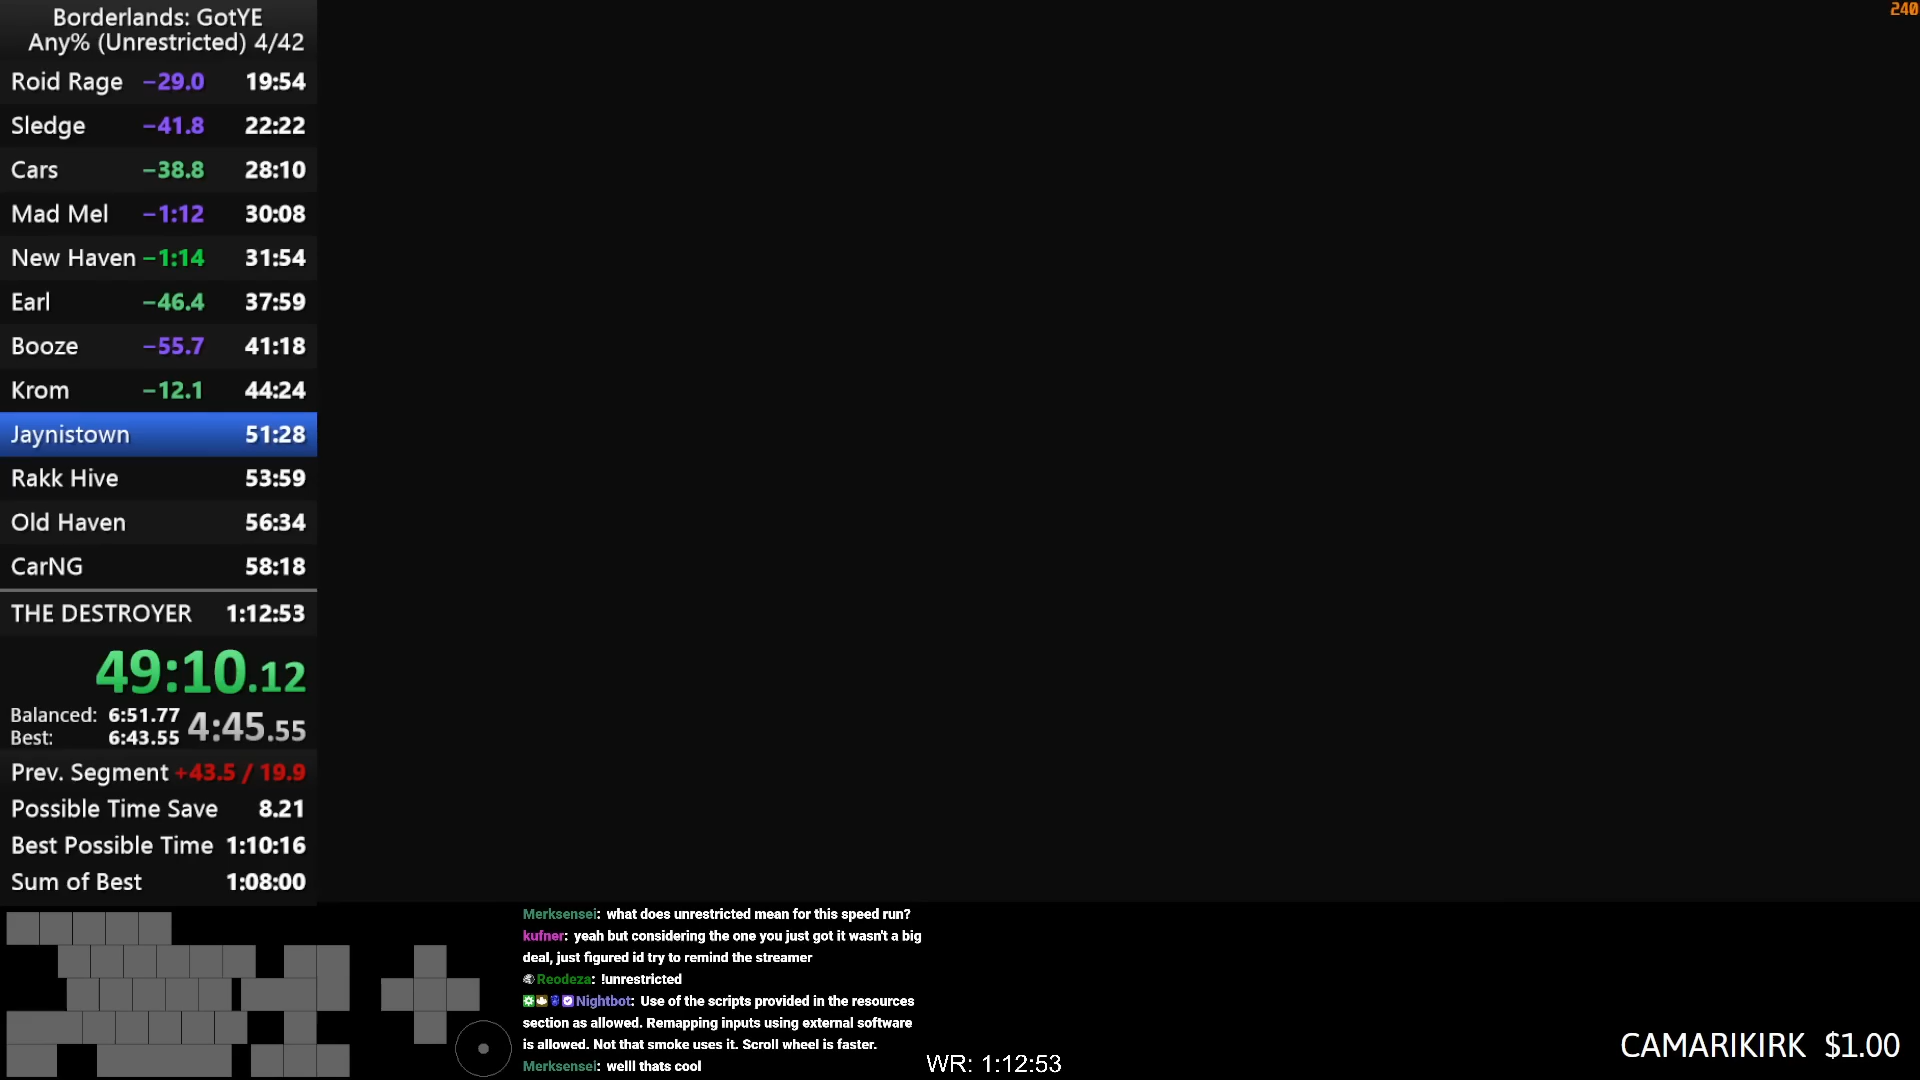 Borderlands: GotYE
Any% (Unrestricted) 4/42
Roid Rage −29.0 19:54
Sledge −41.8 22:22
Cars −38.8 28:10
Mad Mel −1:12 30:08
New Haven −1:14 31:54
Earl −46.4 37:59
Booze −55.7 41:18
Krom −12.1 44:24
Jaynistown 51:28
Rakk Hive 53:59
Old Haven 56:34
CarNG 58:18
THE DESTROYER 1:12:53
49:10.12
Balanced: 6:51.77
Best: 6:43.55
4:45.55
Prev. Segment +43.5 / 19.9
Possible Time Save 8.21
Best Possible Time 1:10:16
Sum of Best 1:08:00
240
Merksensei: what does unrestricted mean for this speed run?
kufner: yeah but considering the one you just got it wasn't a big
deal, just figured id try to remind the streamer
Reodeza: !unrestricted
Nightbot: Use of the scripts provided in the resources
section as allowed. Remapping inputs using external software
is allowed. Not that smoke uses it. Scroll wheel is faster.
Merksensei: welll thats cool
WR: 1:12:53
CAMARIKIRK $1.00